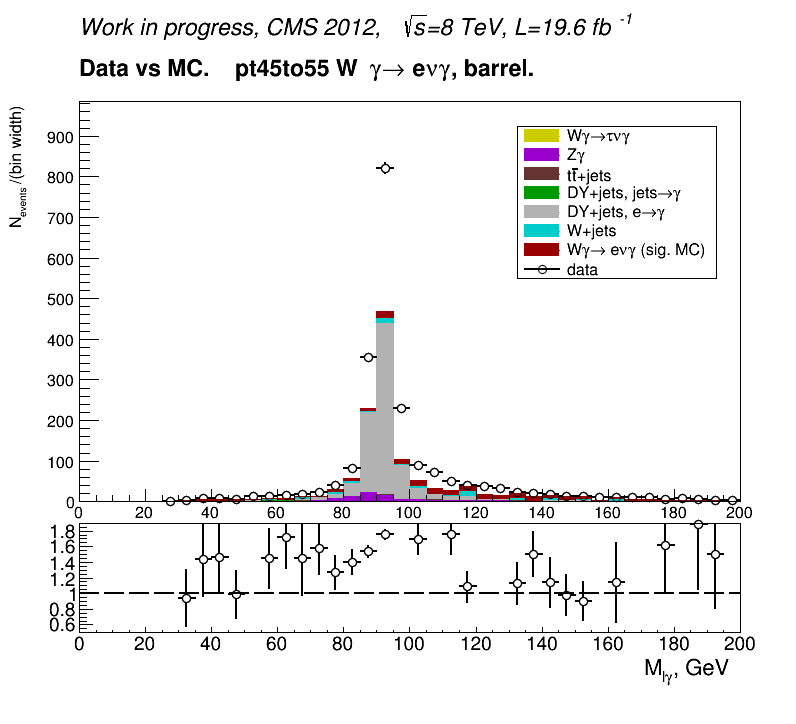 Work in progress, CMS 2012, √s=8 TeV, L=19.6 fb -1
Data vs MC. pt45to55 W γ→ eνγ, barrel.
N events /(bin width)
900
800
700
600
500
400
300
200
100
0
Wγ→τνγ
Zγ
tt̄+jets
DY+jets, jets→γ
DY+jets, e→γ
W+jets
Wγ→ eνγ (sig. MC)
data
0 20 40 60 80 100 120 140 160 180 200
1.8
1.6
1.4
1.2
1
0.8
0.6
0 20 40 60 80 100 120 140 160 180 200
M lγ, GeV